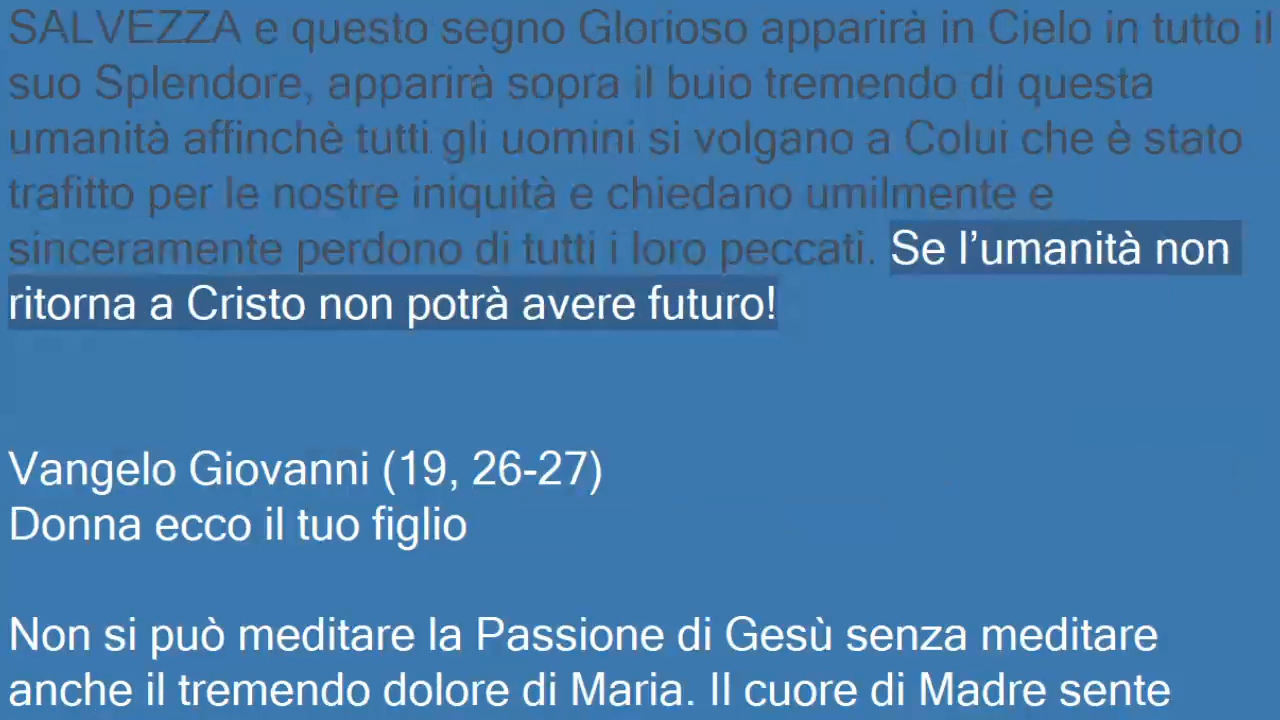 SALVEZZA e questo segno Glorioso apparirà in Cielo in tutto il
suo Splendore, apparirà sopra il buio tremendo di questa
umanità affinchè tutti gli uomini si volgano a Colui che è stato
trafitto per le nostre iniquità e chiedano umilmente e
sinceramente perdono di tutti i loro peccati. Se l’umanità non
ritorna a Cristo non potrà avere futuro!
Vangelo Giovanni (19, 26-27)
Donna ecco il tuo figlio
Non si può meditare la Passione di Gesù senza meditare
anche il tremendo dolore di Maria. Il cuore di Madre sente